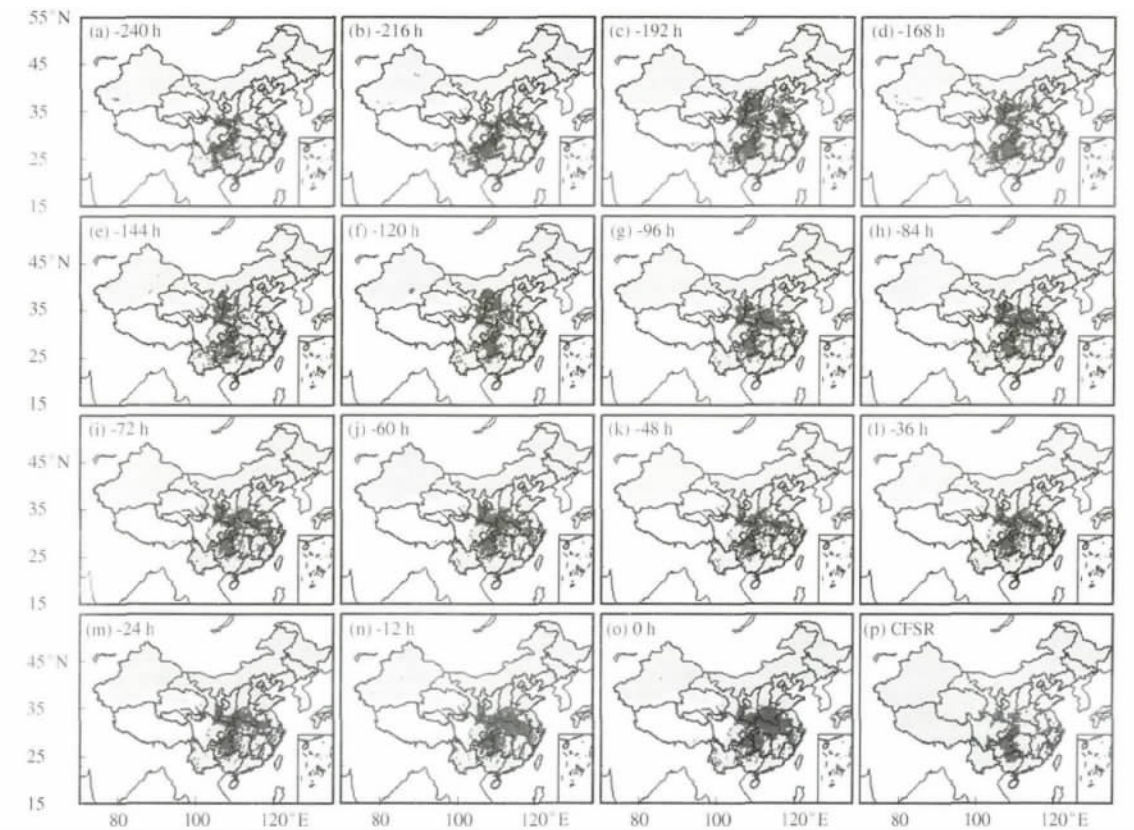 55°N
(a) -240 h (b) -216 h (c) -192 h (d) -168 h
45
35
25
15
(e) -144 h (f) -120 h (g) -96 h (h) -84 h
45°N
35
25
15
(i) -72 h (j) -60 h (k) -48 h (l) -36 h
45°N
35
25
15
(m) -24 h (n) -12 h (o) 0 h (p) CFSR
45°N
35
25
15
80 100 120°E 80 100 120°E 80 100 120°E 80 100 120°E